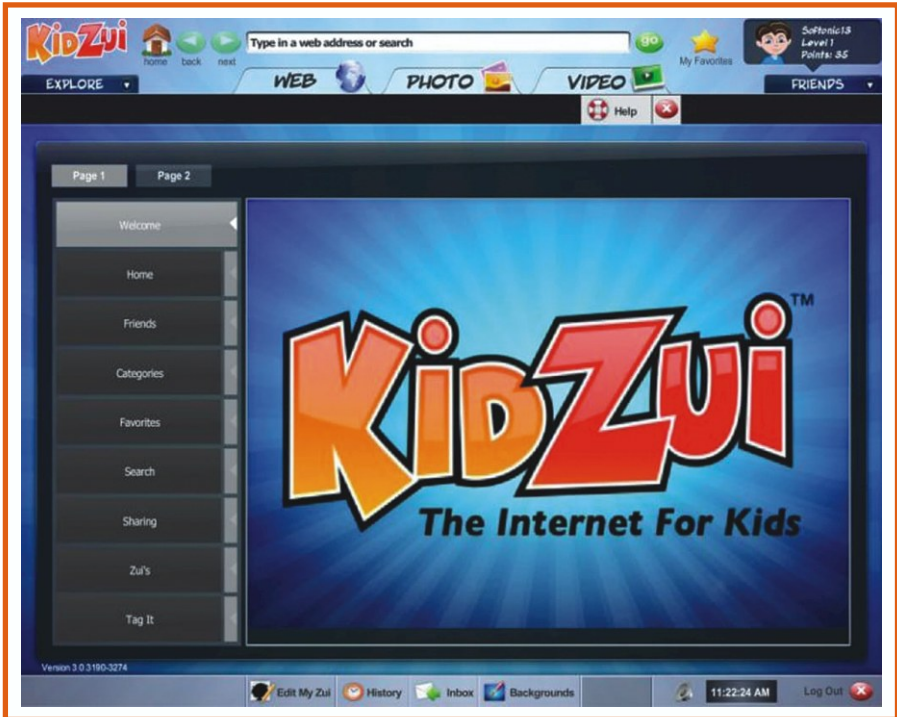 KidZui
home back next
Type in a web address or search
go
My Favorites
Softonic13
Level 1
Points: 35
EXPLORE
WEB
PHOTO
VIDEO
FRIENDS
Help
Page 1 Page 2
Welcome
Home
Friends
Categories
Favorites
Search
Sharing
Zui's
Tag It
KidZui TM
The Internet For Kids
Version 3.0.3190-3274
Edit My Zui History Inbox Backgrounds 11:22:24 AM Log Out